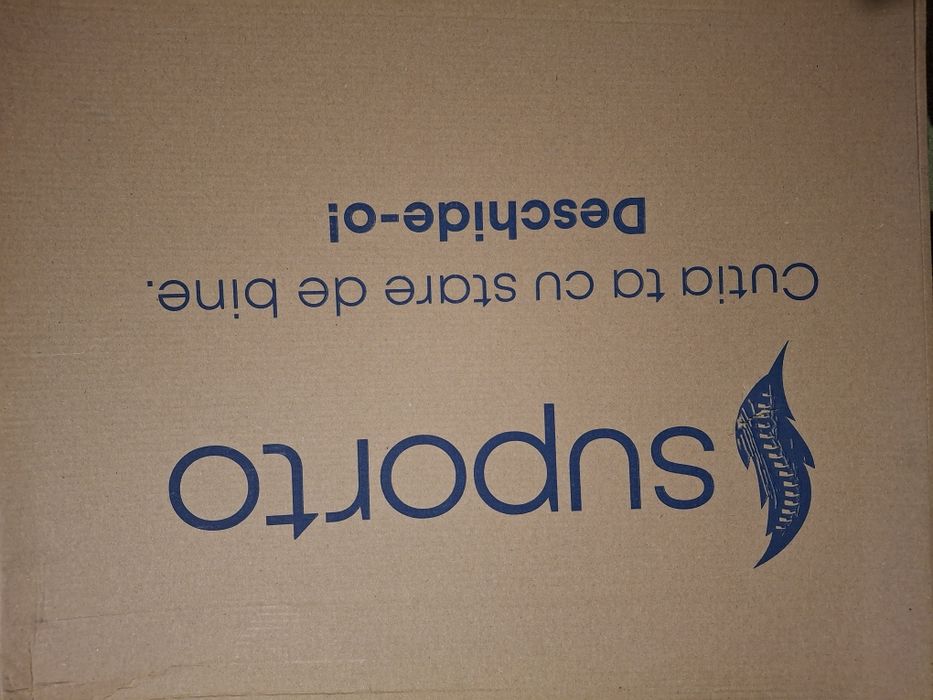 suporto
Cutia ta cu stare de bine.
Deschide-o!